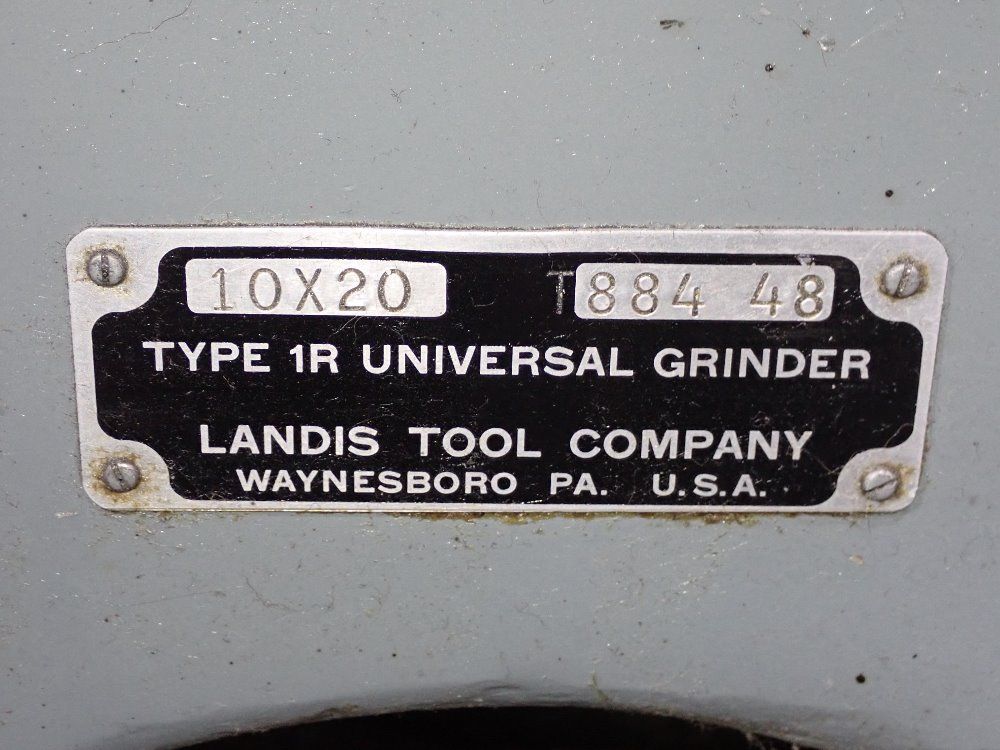 10X20 T884 48
TYPE 1R UNIVERSAL GRINDER
LANDIS TOOL COMPANY
WAYNESBORO PA. U.S.A.